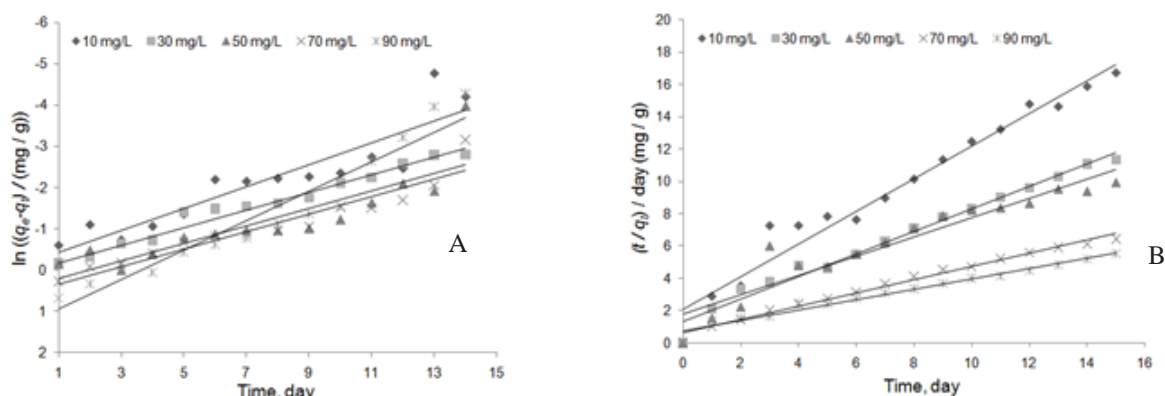 -6
10 mg/L 30 mg/L 50 mg/L 70 mg/L 90 mg/L
-5
-4
-3
-2
-1
0
1
2
ln ((qe-qt) / (mg / g))
A
1 3 5 7 9 11 13 15
Time, day
20
10 mg/L 30 mg/L 50 mg/L 70 mg/L 90 mg/L
18
16
14
12
10
8
6
4
2
0
(t / qt) / day (mg / g)
B
0 2 4 6 8 10 12 14 16
Time, day